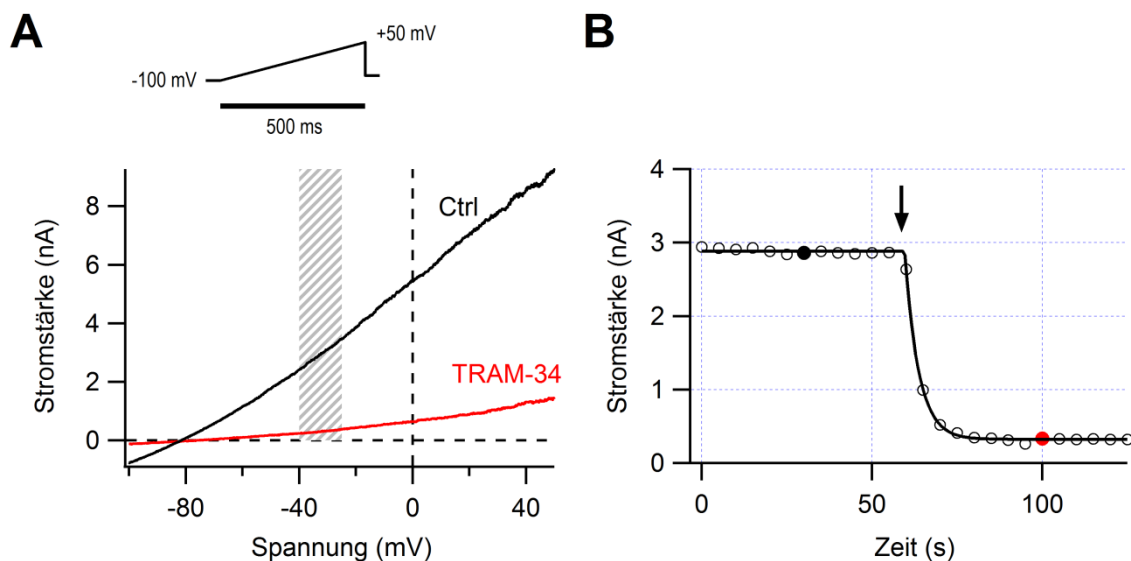 A
+50 mV
-100 mV
500 ms
Stromstärke (nA)
8
6
4
2
0
Ctrl
TRAM-34
-80
-40
0
40
Spannung (mV)
B
Stromstärke (nA)
4
3
2
1
0
0
50
100
Zeit (s)